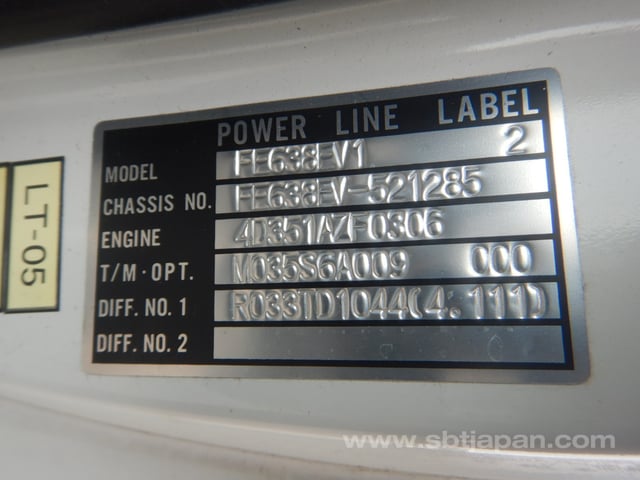 POWER LINE LABEL
MODEL FE638EV1 2
CHASSIS NO. FE638EV-521285
ENGINE 4D351AZF0306
T/M·OPT. M035S6A009 000
DIFF. NO. 1 R033TD1044(4.111)
DIFF. NO. 2
LT-05
www.sbtjapan.com